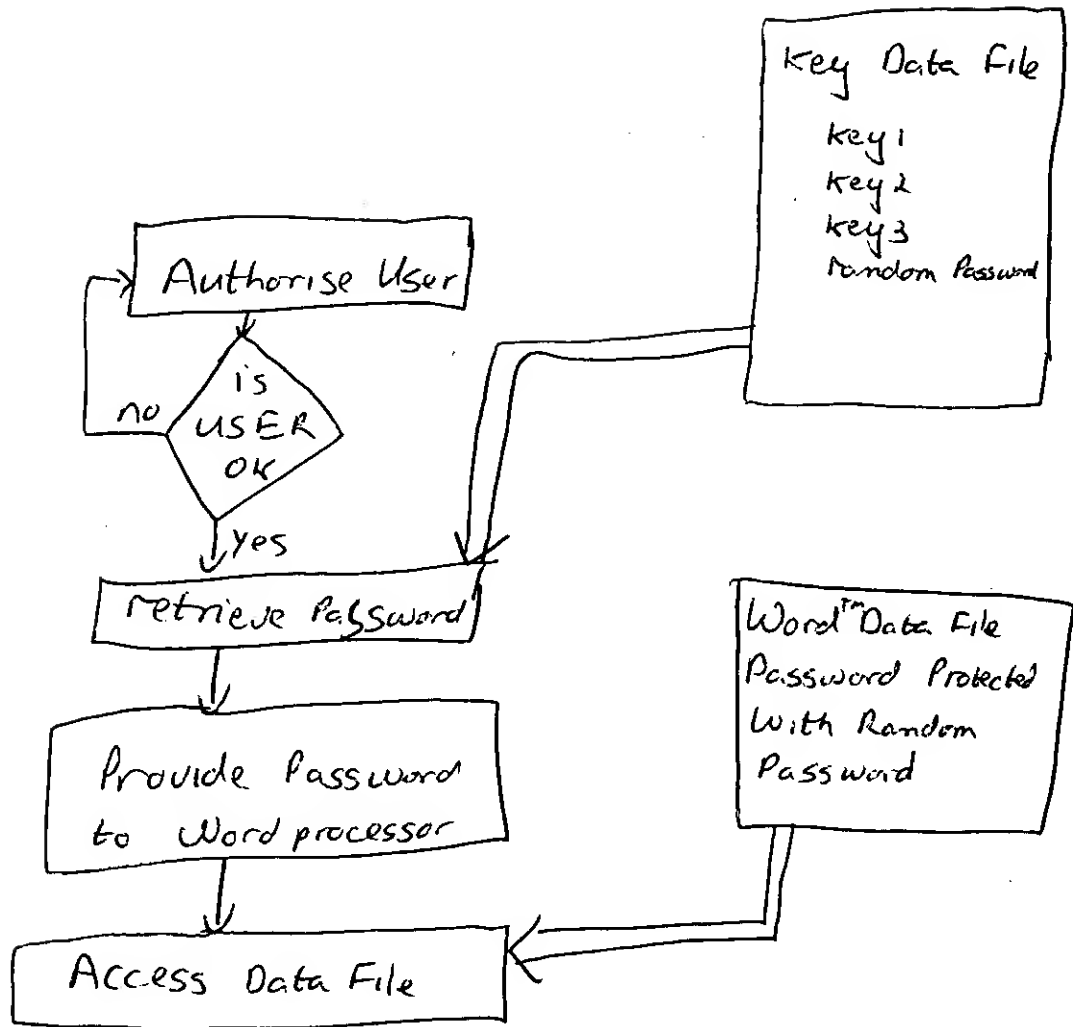 Key Data File
Key1
Key2
Key3
random Password
Authorise User
is
USER
OK
no
Yes
retrieve Password
Provide Password
to Word processor
Access Data File
Word™ Data File
Password Protected
With Random
Password